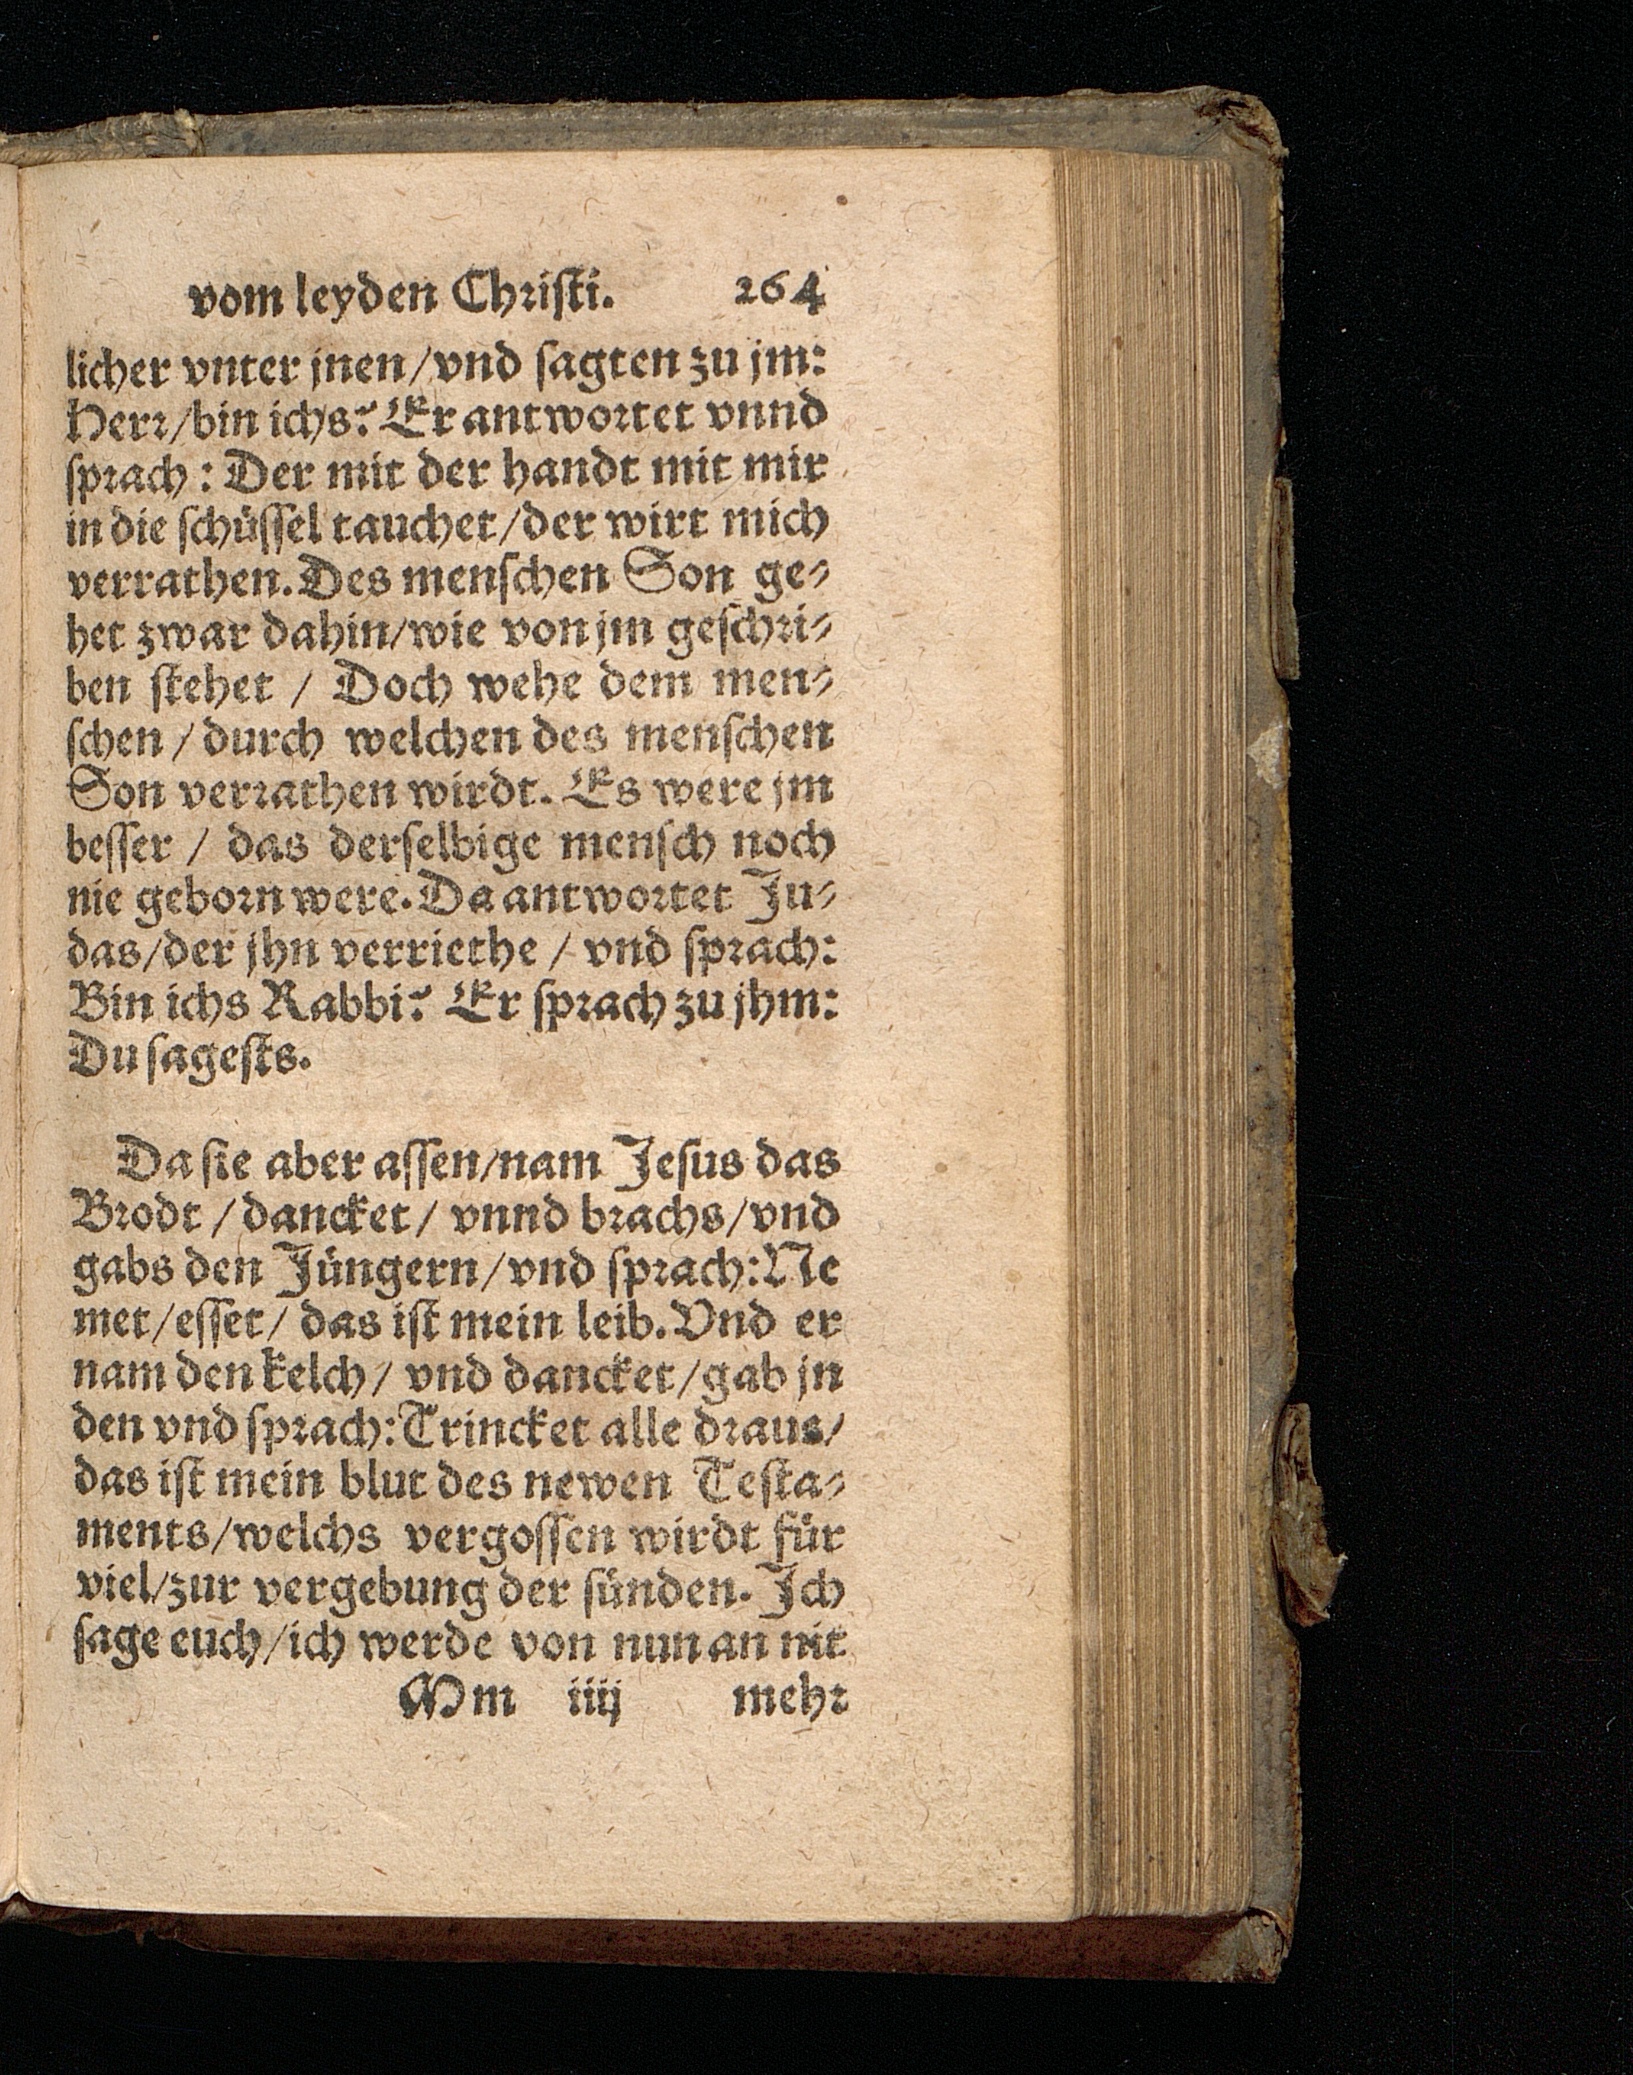 vom leyden Christi. 264
licher vnter jnen/vnd sagten zu jm:
Herr/bin ichs? Er antwortet vnnd
sprach: Der mit der handt mit mir
in die schüssel tauchet/der wirt mich
verrathen. Des menschen Son ge-
het zwar dahin/wie von jm geschri-
ben stehet / Doch wehe dem men-
schen / durch welchen des menschen
Son verrathen wirdt. Es were jm
besser / das derselbige mensch noch
nie geborn were. Da antwortet Ju-
das/der jhn verriethe / vnd sprach:
Bin ichs Rabbi? Er sprach zu jhm:
Du sagests.
Da sie aber assen/nam Jesus das
Brodt / dancket / vnnd brachs/vnd
gabs den Jüngern/vnd sprach: Ne
met/esset/ das ist mein leib. Vnd er
nam den kelch/ vnd dancket/gab jn
den vnd sprach: Trincket alle draus/
das ist mein blut des newen Testa-
ments/welchs vergossen wirdt für
viel/zur vergebung der sünden. Ich
sage euch/ich werde von nun an nit
Mm iiij mehr